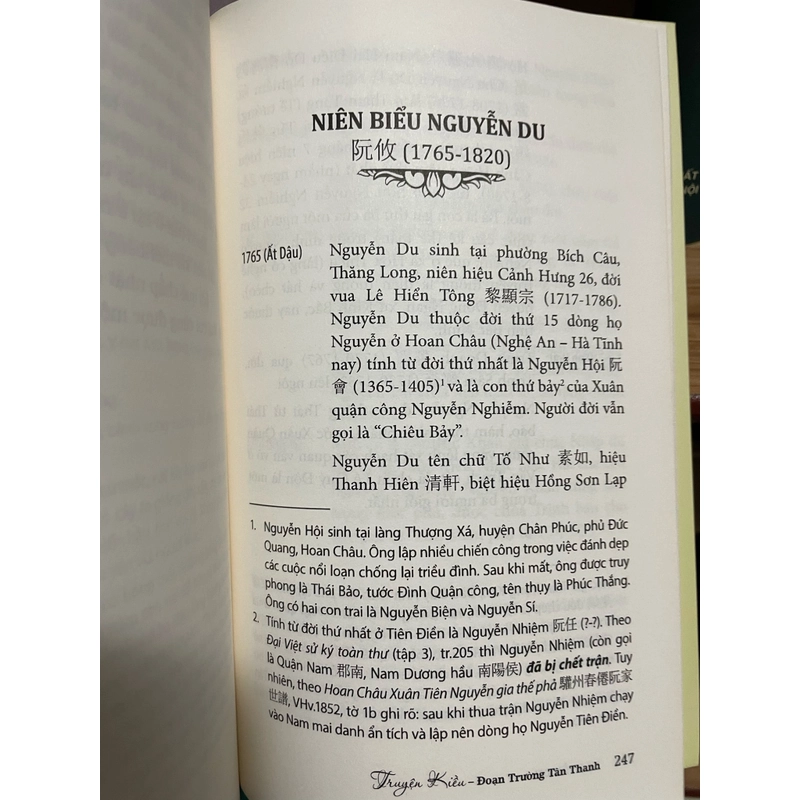 NIÊN BIỂU NGUYỄN DU
阮攸 (1765-1820)
1765 (Ất Dậu)
Nguyễn Du sinh tại phường Bích Câu,
Thăng Long, niên hiệu Cảnh Hưng 26, đời
vua Lê Hiển Tông 黎顯宗 (1717-1786).
Nguyễn Du thuộc đời thứ 15 dòng họ
Nguyễn ở Hoan Châu (Nghệ An – Hà Tĩnh
nay) tính từ đời thứ nhất là Nguyễn Hội 阮
會 (1365-1405)¹ và là con thứ bảy² của Xuân
quận công Nguyễn Nghiễm. Người đời vẫn
gọi là “Chiêu Bảy”.
Nguyễn Du tên chữ Tố Như 素如, hiệu
Thanh Hiên 清軒, biệt hiệu Hồng Sơn Lạp
1. Nguyễn Hội sinh tại làng Thượng Xá, huyện Chân Phúc, phủ Đức
Quang, Hoan Châu. Ông lập nhiều chiến công trong việc đánh dẹp
các cuộc nổi loạn chống lại triều đình. Sau khi mất, ông được truy
phong là Thái Bảo, tước Đình Quận công, tên thụy là Phúc Thắng.
Ông có hai con trai là Nguyễn Biện và Nguyễn Sí.
2. Tính từ đời thứ nhất ở Tiên Điền là Nguyễn Nhiệm 阮任 (?-?). Theo
Đại Việt sử ký toàn thư (tập 3), tr.205 thì Nguyễn Nhiệm (còn gọi
là Quận Nam 郡南, Nam Dương hầu 南陽侯) đã bị chết trận. Tuy
nhiên, theo Hoan Châu Xuân Tiên Nguyễn gia thế phả 驩州春僊阮家
世譜, VHv.1852, tờ 1b ghi rõ: sau khi thua trận Nguyễn Nhiệm chạy
vào Nam mai danh ẩn tích và lập nên dòng họ Nguyễn Tiên Điền.
Truyện Kiều – Đoạn Trường Tân Thanh 247